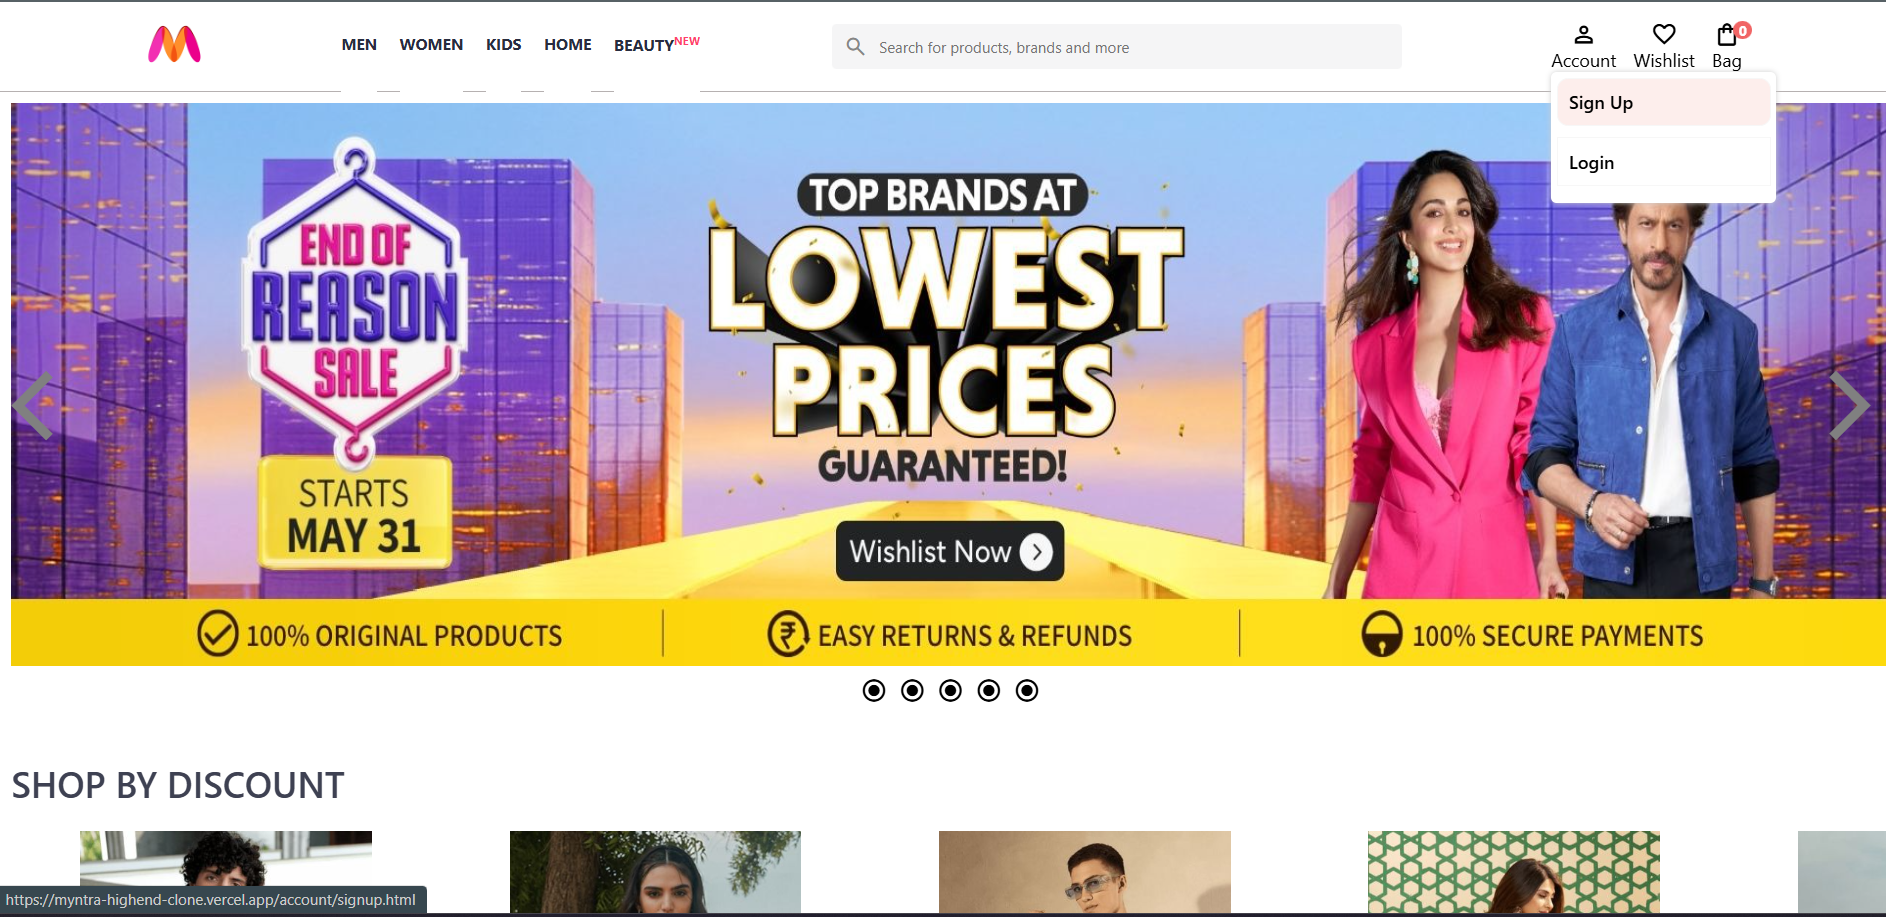 MEN WOMEN KIDS HOME BEAUTYNEW
Search for products, brands and more
Account Wishlist Bag
0
Sign Up
Login
END OF
REASON
SALE
STARTS
MAY 31
TOP BRANDS AT
LOWEST
PRICES
GUARANTEED!
Wishlist Now
100% ORIGINAL PRODUCTS
EASY RETURNS & REFUNDS
100% SECURE PAYMENTS
SHOP BY DISCOUNT
https://myntra-highend-clone.vercel.app/account/signup.html